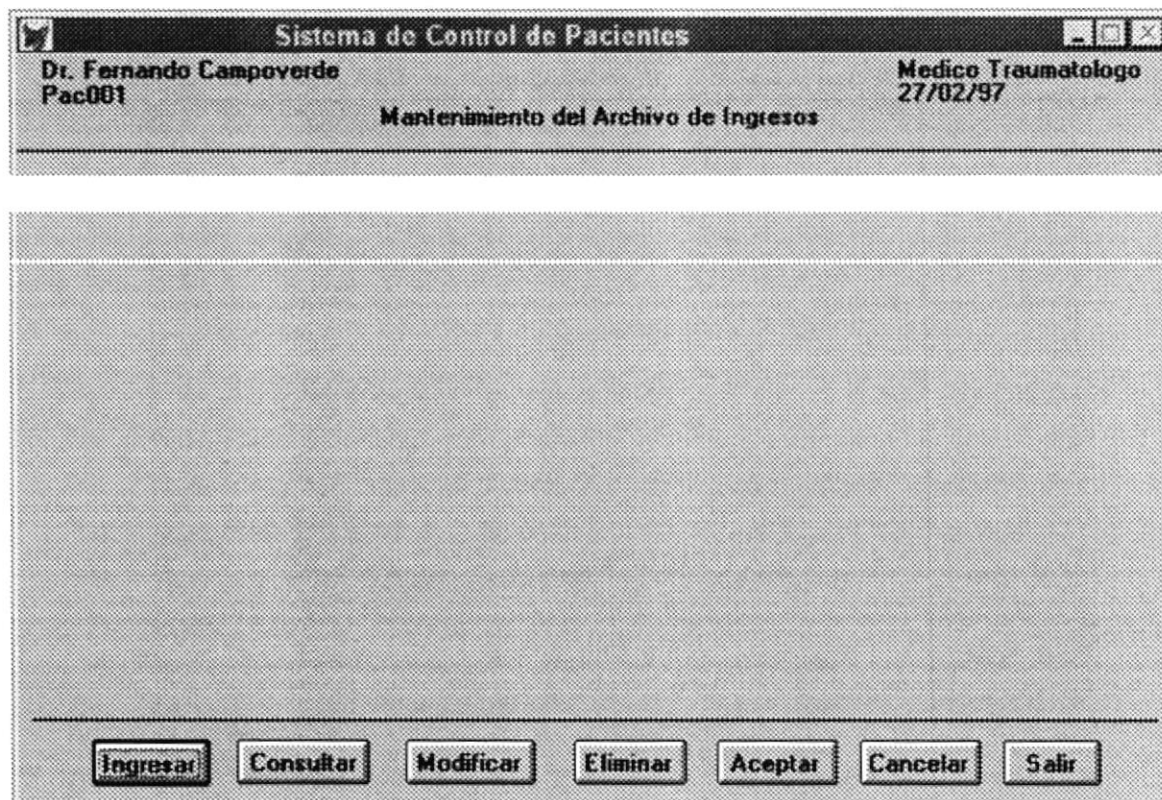 Sistema de Control de Pacientes
Dr. Fernando Campoverde Medico Traumatologo
Pac001 27/02/97
Mantenimiento del Archivo de Ingresos
Ingresar Consultar Modificar Eliminar Aceptar Cancelar Salir